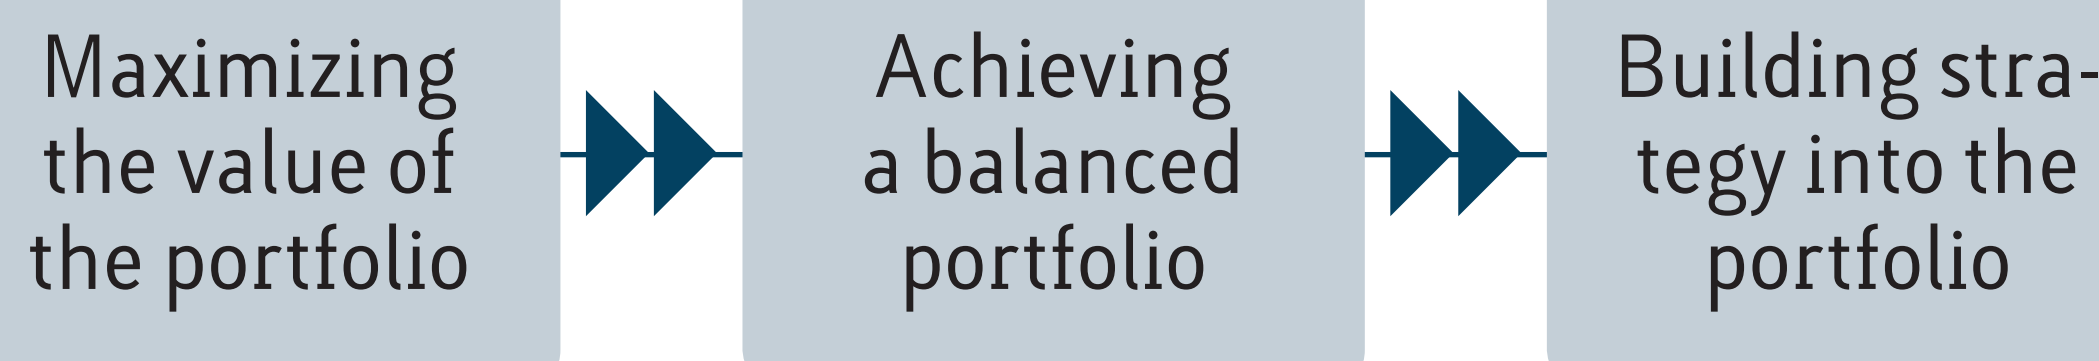 Maximizing
the value of
the portfolio
Achieving
a balanced
portfolio
Building stra-
tegy into the
portfolio